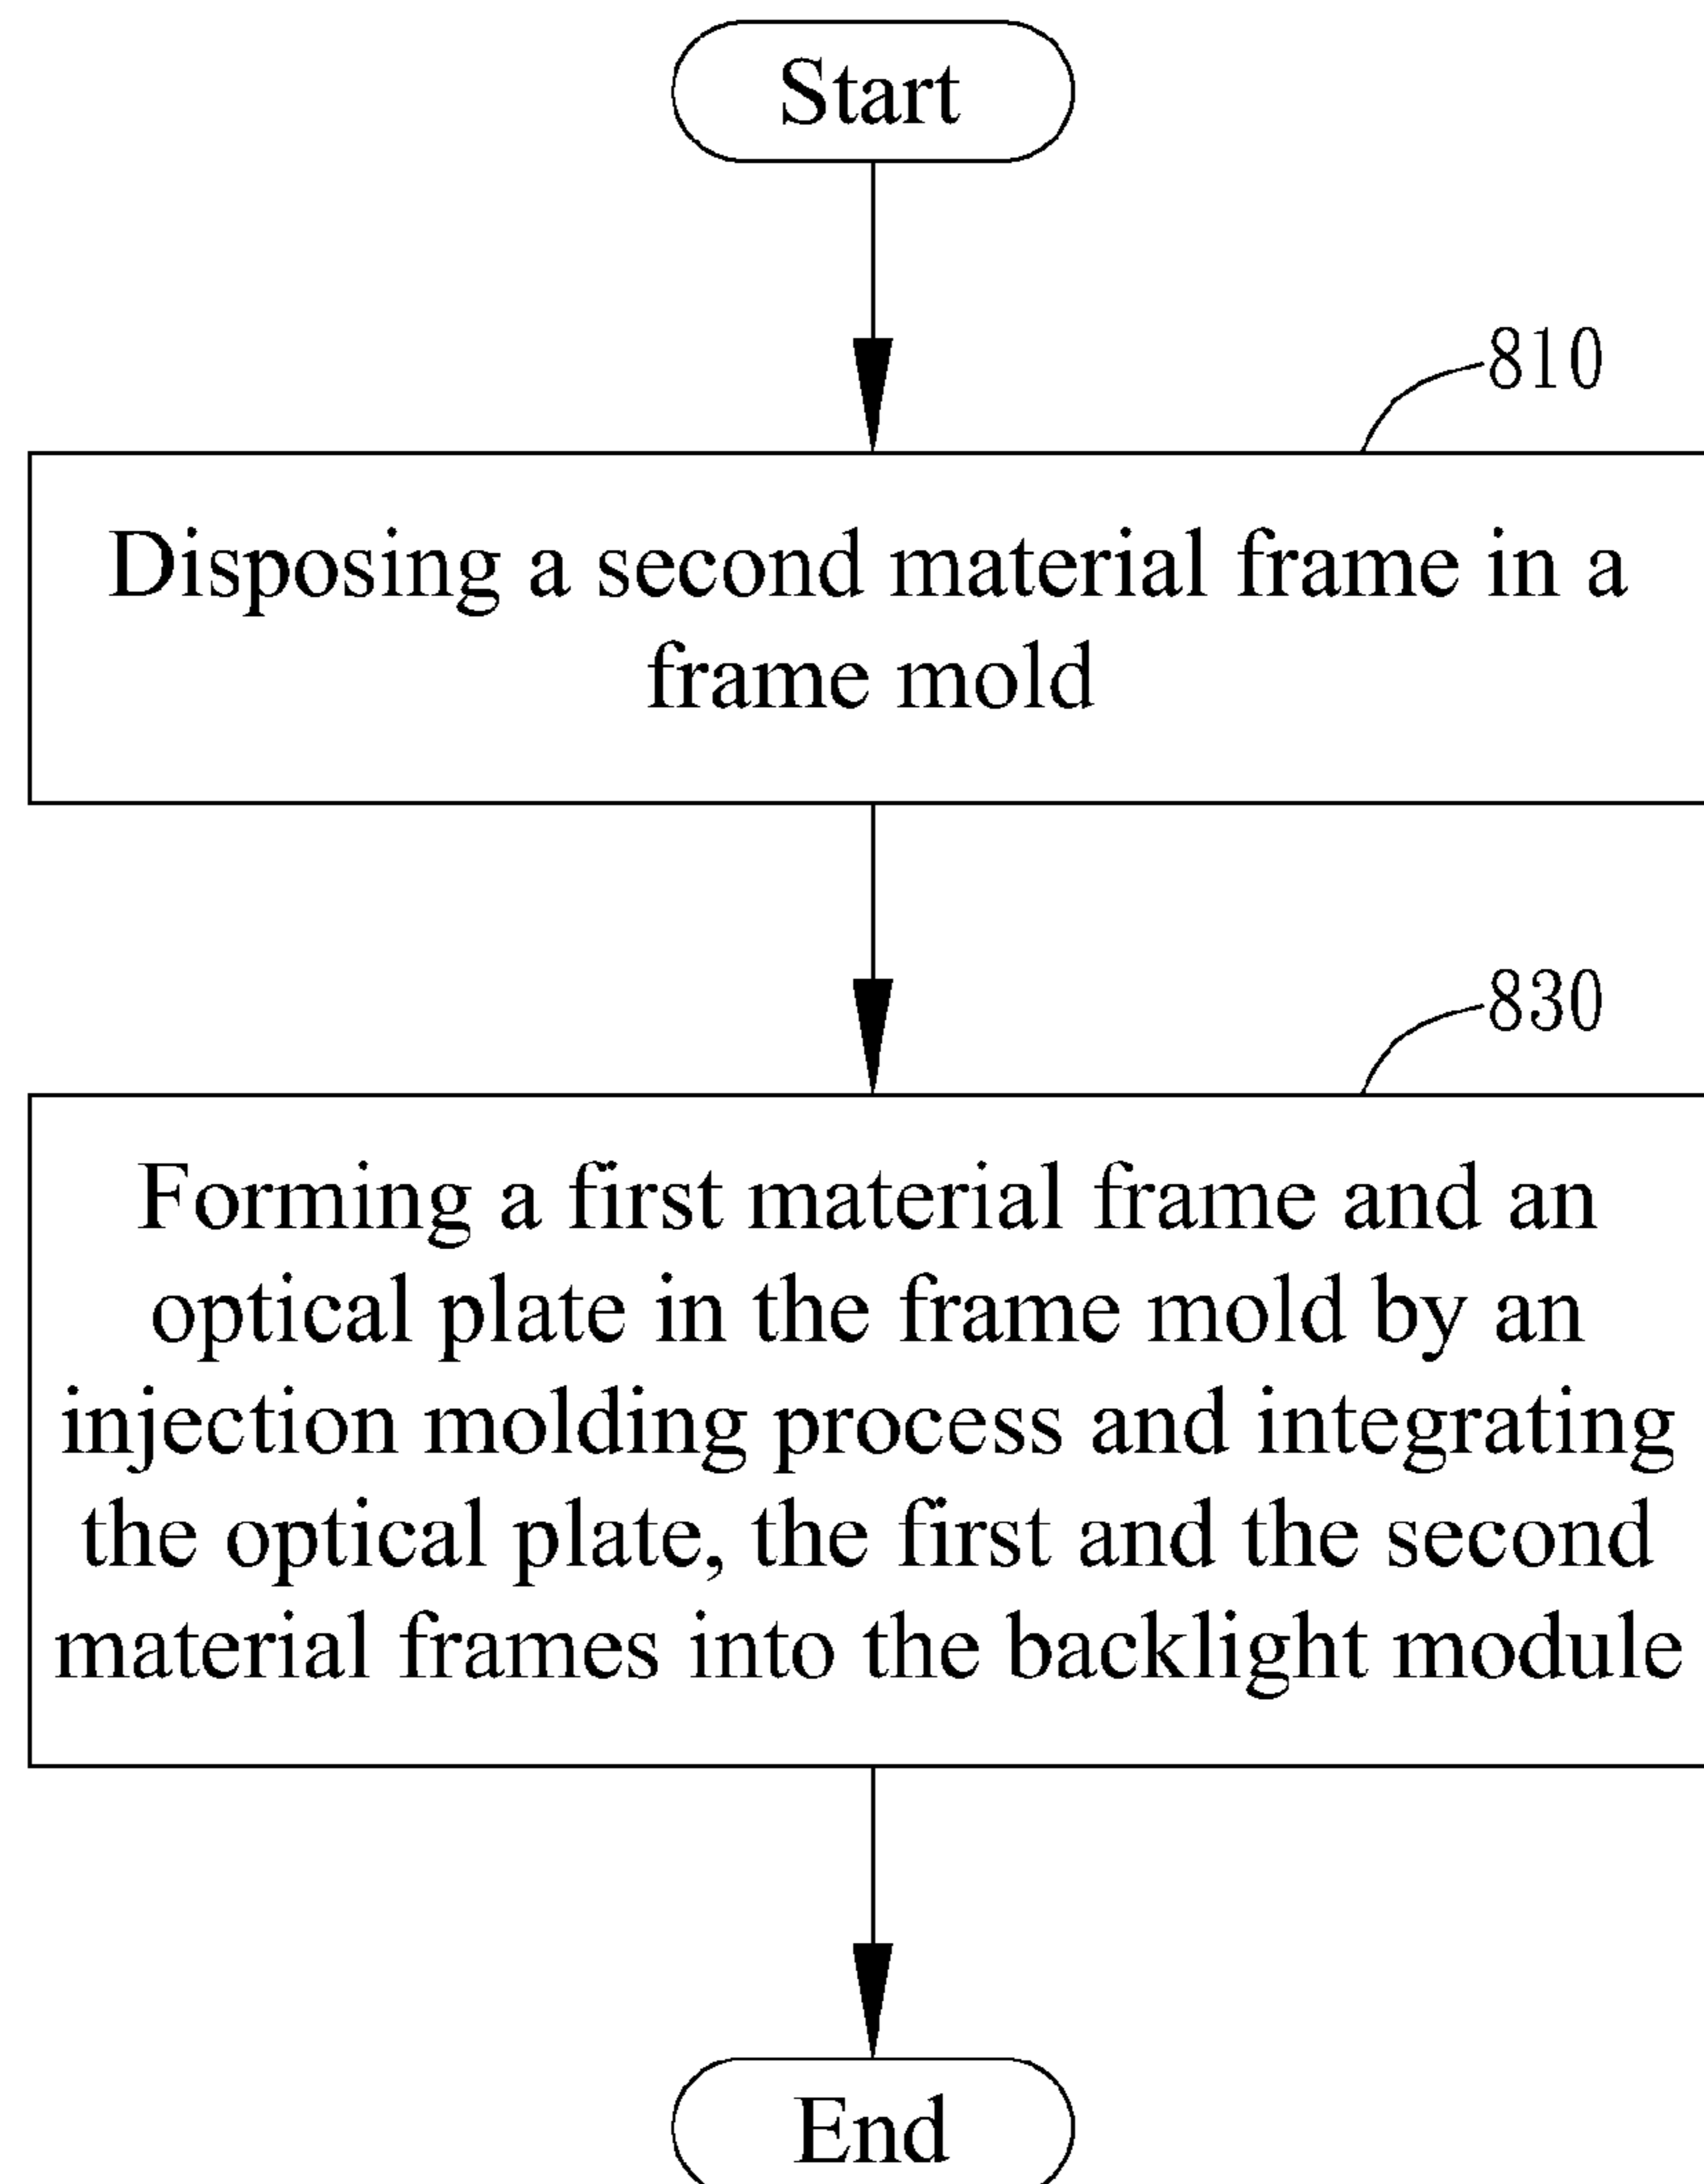 Start
810
Disposing a second material frame in a
frame mold
830
Forming a first material frame and an
optical plate in the frame mold by an
injection molding process and integrating
the optical plate, the first and the second
material frames into the backlight module
End